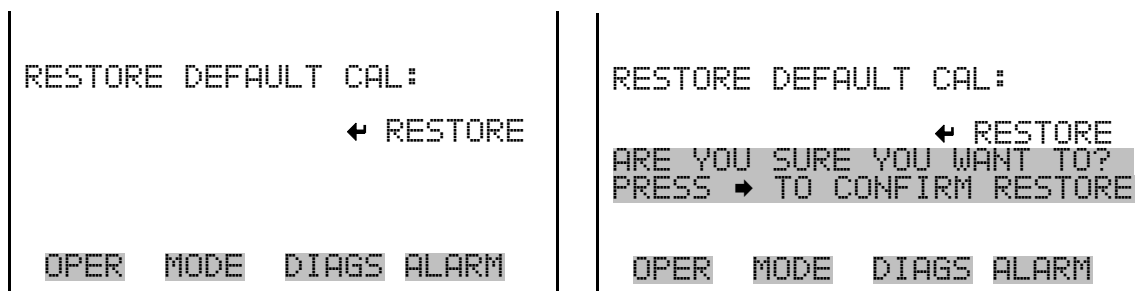 RESTORE DEFAULT CAL:
↵ RESTORE
OPER MODE DIAGS ALARM
RESTORE DEFAULT CAL:
↵ RESTORE
ARE YOU SURE YOU WANT TO?
PRESS → TO CONFIRM RESTORE
OPER MODE DIAGS ALARM